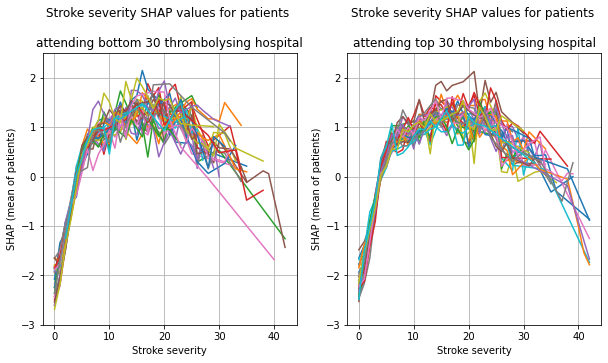 Stroke severity SHAP values for patients
attending bottom 30 thrombolysing hospital
SHAP (mean of patients)
2
1
0
−1
−2
−3
0
10
20
30
40
Stroke severity
Stroke severity SHAP values for patients
attending top 30 thrombolysing hospital
SHAP (mean of patients)
2
1
0
−1
−2
−3
0
10
20
30
40
Stroke severity